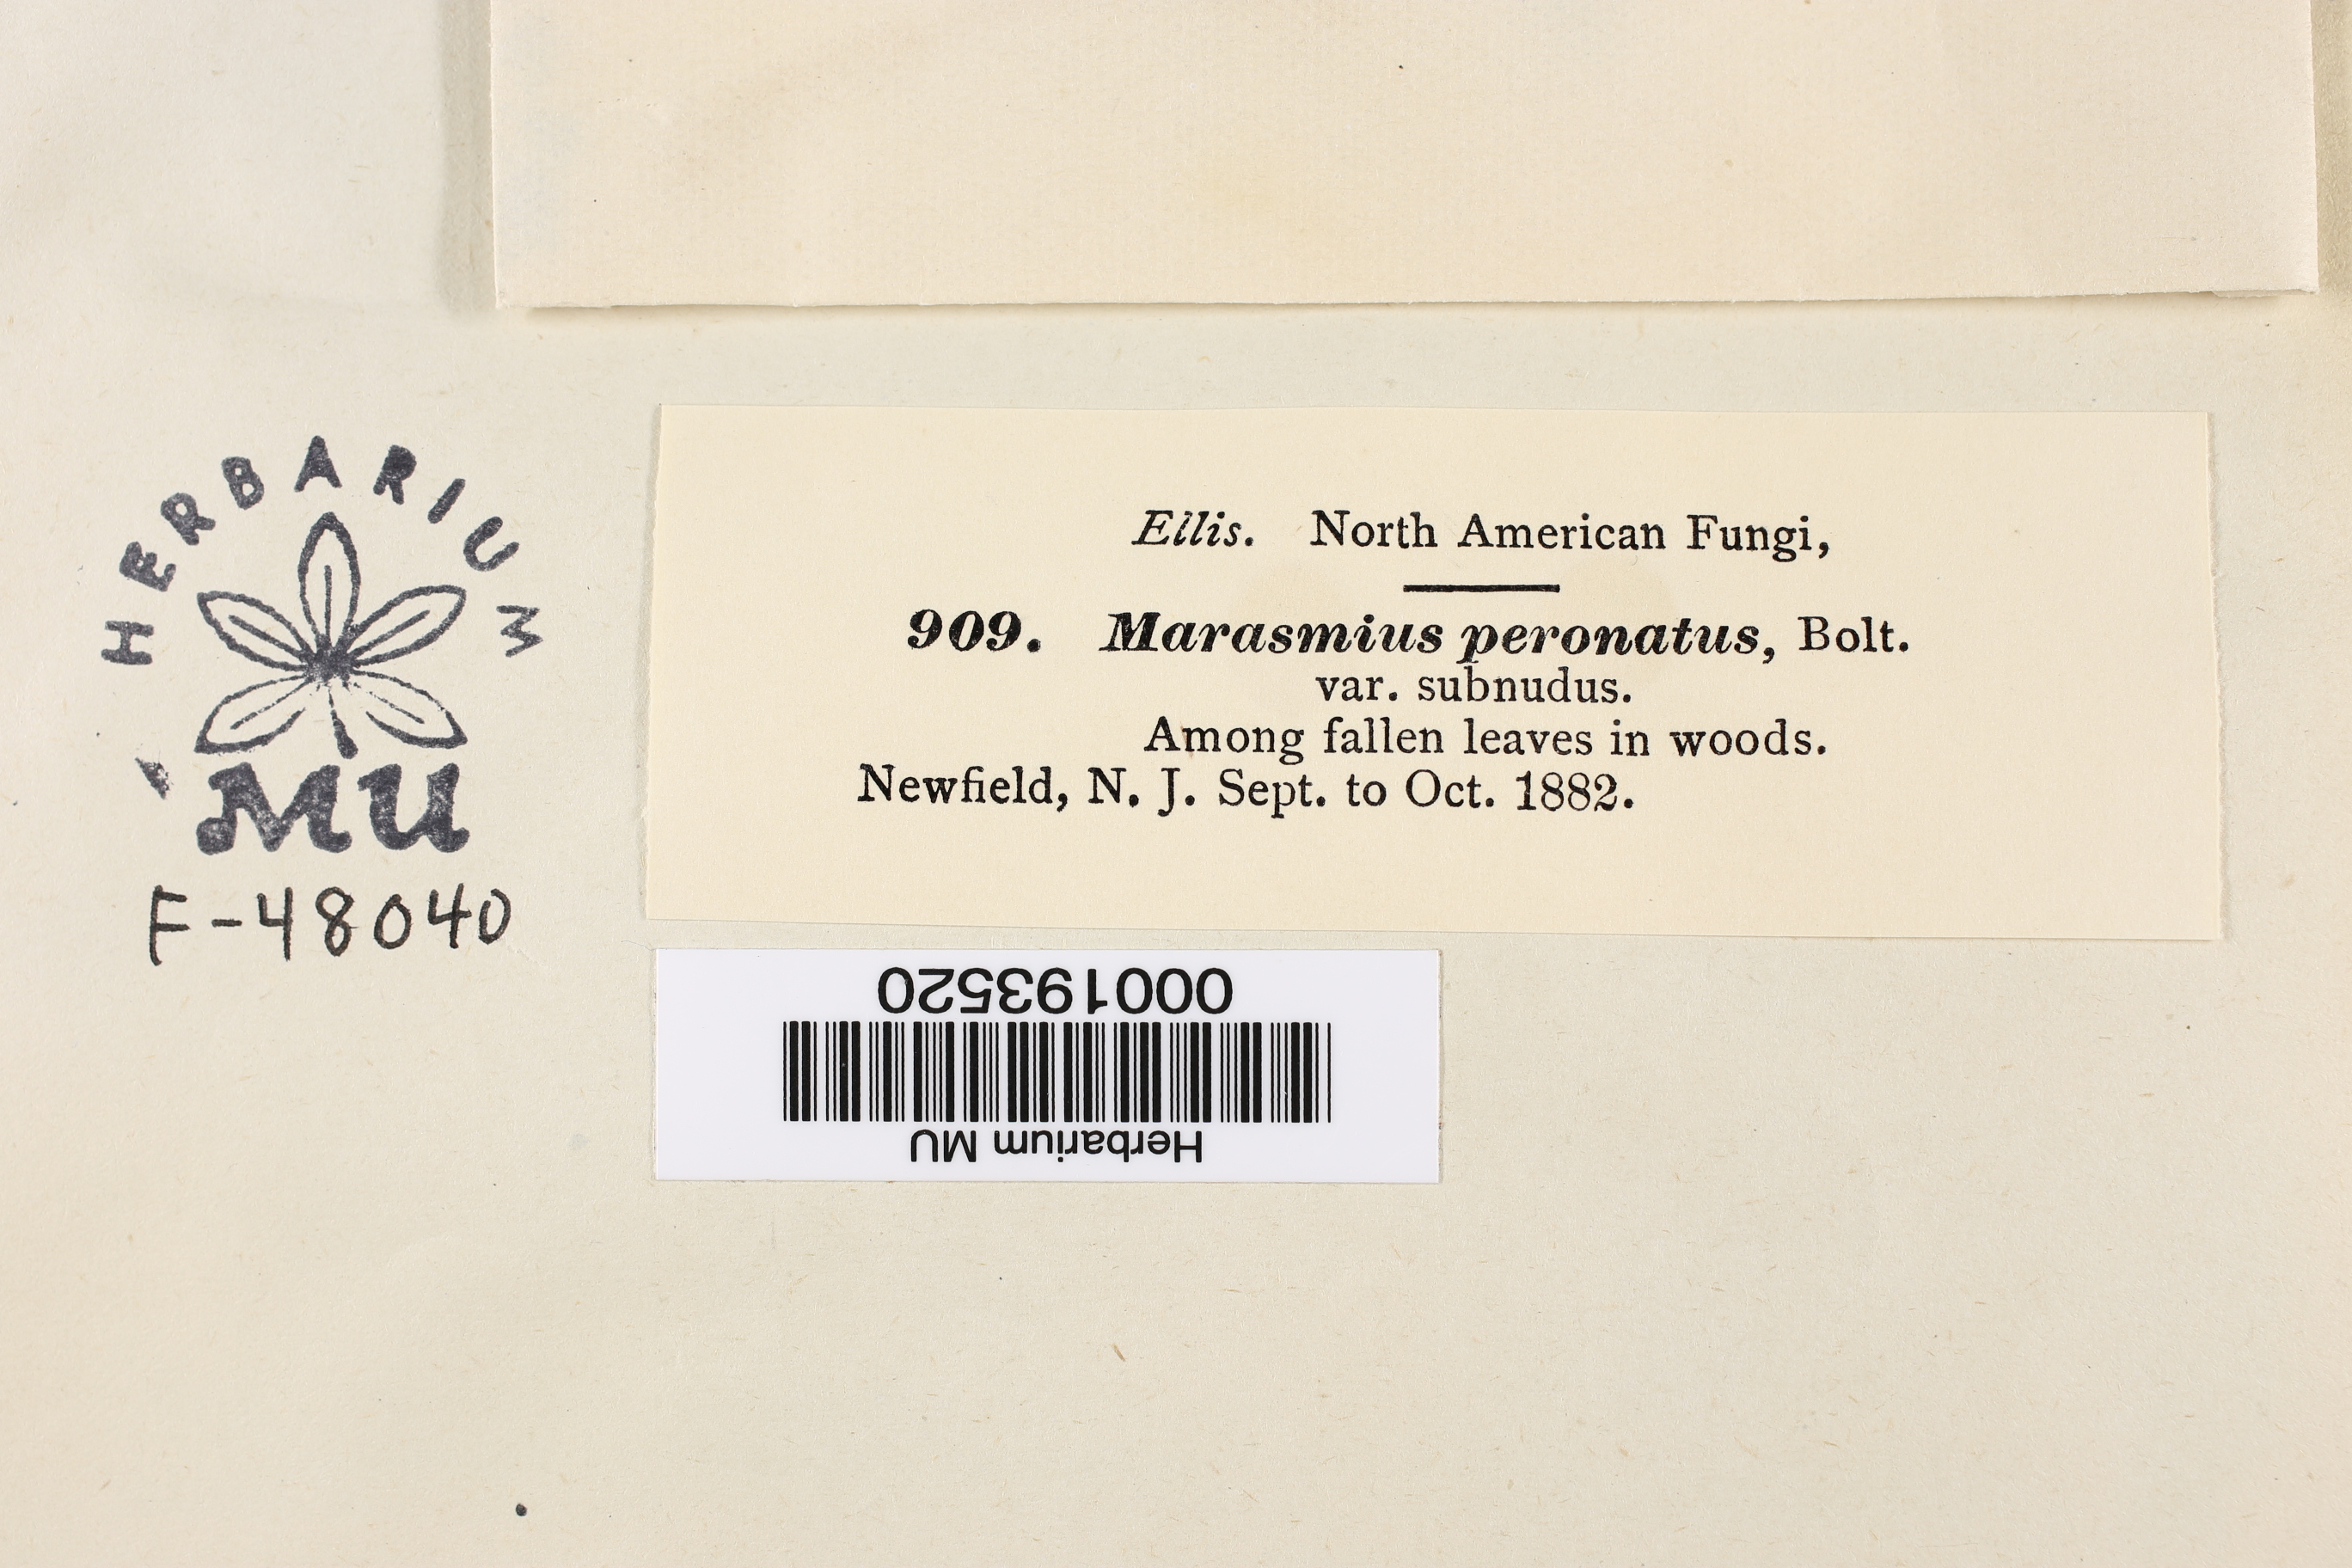 HERBARIUM
MU
F-48040
Ellis. North American Fungi,
909. Marasmius peronatus, Bolt.
var. subnudus.
Among fallen leaves in woods.
Newfield, N. J. Sept. to Oct. 1882.
Herbarium MU
000193520